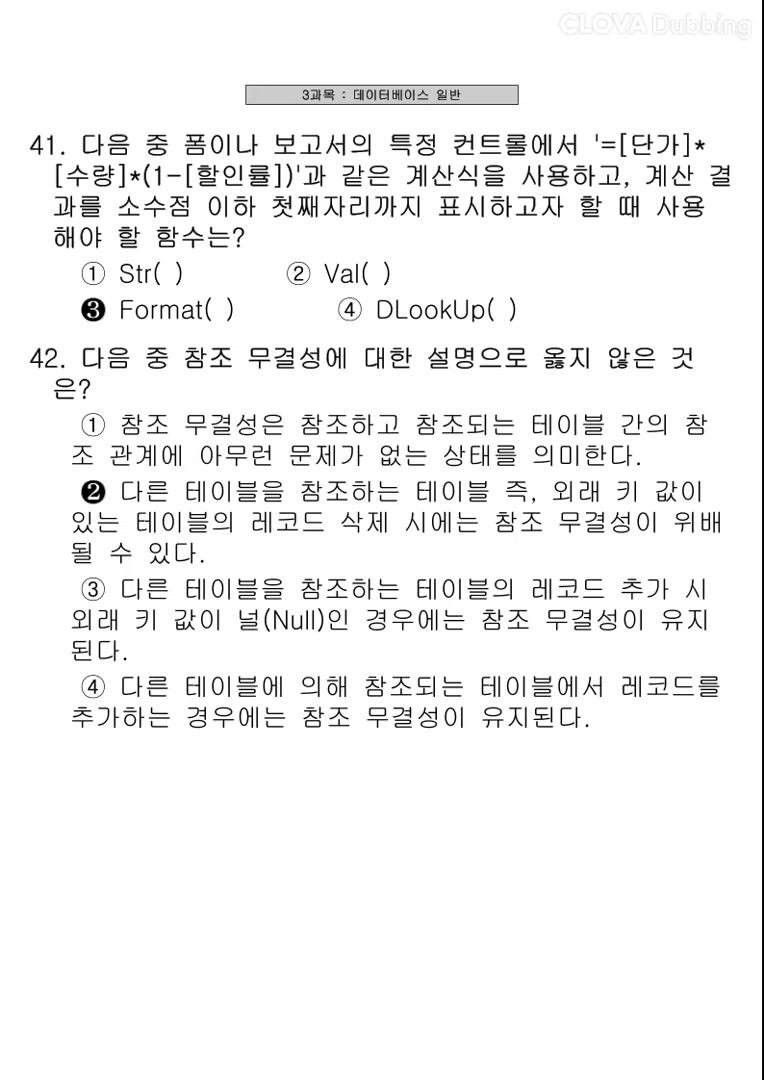 CLOVA Dubbing
3과목 : 데이터베이스 일반
41. 다음 중 폼이나 보고서의 특정 컨트롤에서 '=[단가]*
[수량]*(1-[할인률])'과 같은 계산식을 사용하고, 계산 결
과를 소수점 이하 첫째자리까지 표시하고자 할 때 사용
해야 할 함수는?
① Str( ) ② Val( )
❸ Format( ) ④ DLookUp( )
42. 다음 중 참조 무결성에 대한 설명으로 옳지 않은 것
은?
① 참조 무결성은 참조하고 참조되는 테이블 간의 참
조 관계에 아무런 문제가 없는 상태를 의미한다.
❷ 다른 테이블을 참조하는 테이블 즉, 외래 키 값이
있는 테이블의 레코드 삭제 시에는 참조 무결성이 위배
될 수 있다.
③ 다른 테이블을 참조하는 테이블의 레코드 추가 시
외래 키 값이 널(Null)인 경우에는 참조 무결성이 유지
된다.
④ 다른 테이블에 의해 참조되는 테이블에서 레코드를
추가하는 경우에는 참조 무결성이 유지된다.